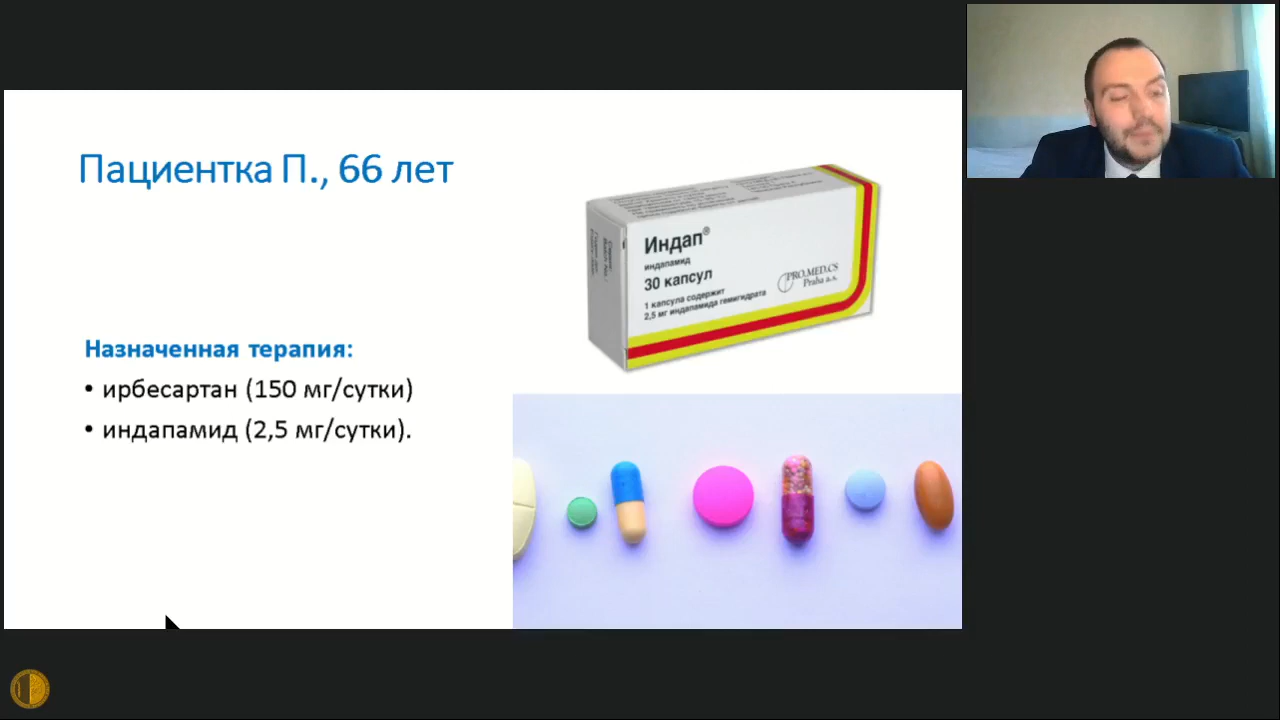 Пациентка П., 66 лет
Индап®
индапамид
30 капсул
1 капсула содержит
2,5 мг индапамида гемигидрата
PRO.MED.CS
Praha a.s.
Назначенная терапия:
• ирбесартан (150 мг/сутки)
• индапамид (2,5 мг/сутки).